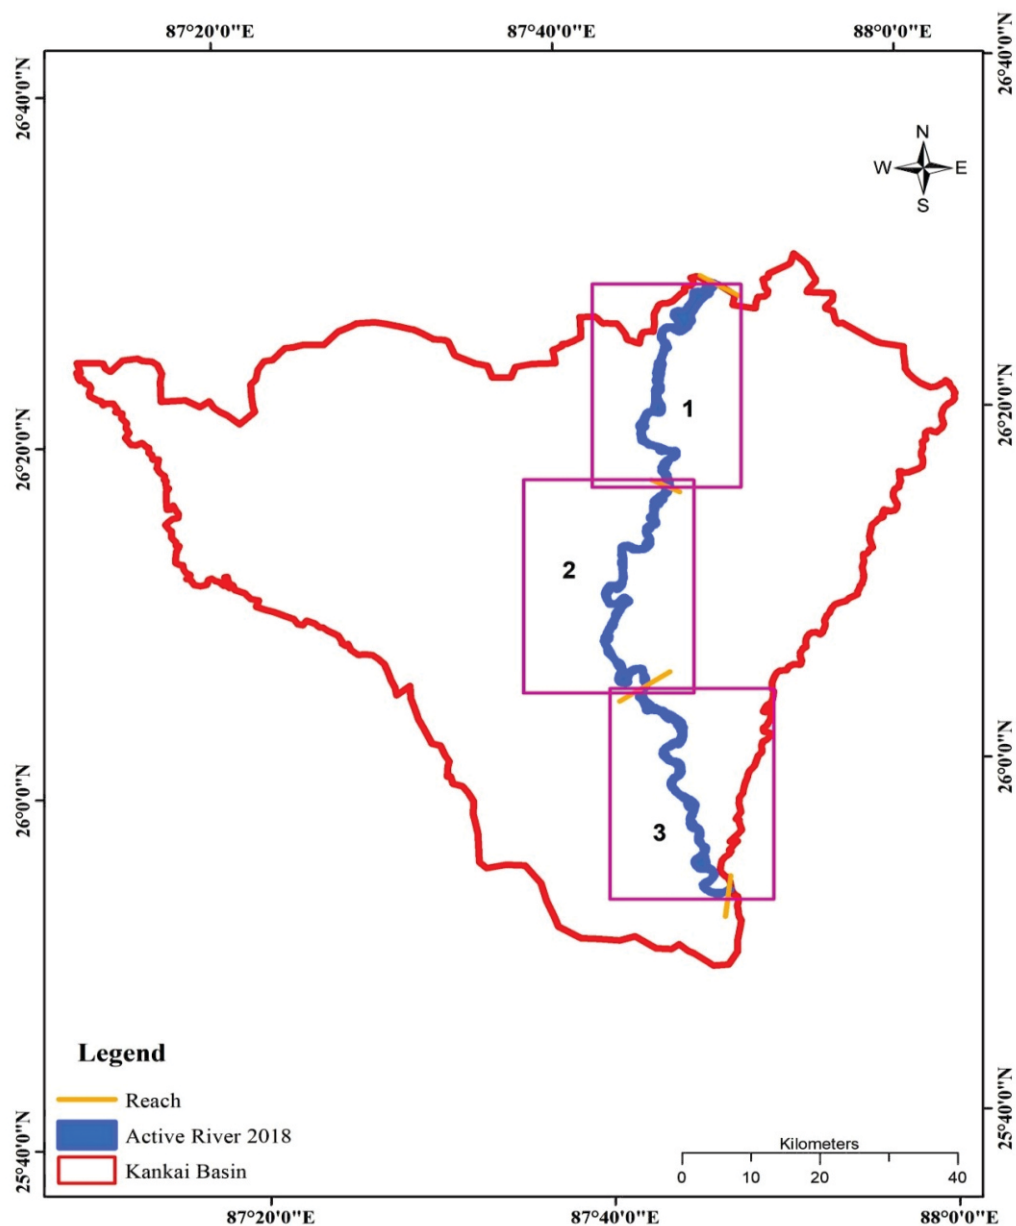 87°20'0"E 87°40'0"E 88°0'0"E
26°40'0"N 26°40'0"N
N
W E
S
26°20'0"N 26°20'0"N
1
2
26°0'0"N 26°0'0"N
3
Legend
Reach
Active River 2018
Kankai Basin
25°40'0"N 25°40'0"N
Kilometers
0 10 20 40
87°20'0"E 87°40'0"E 88°0'0"E